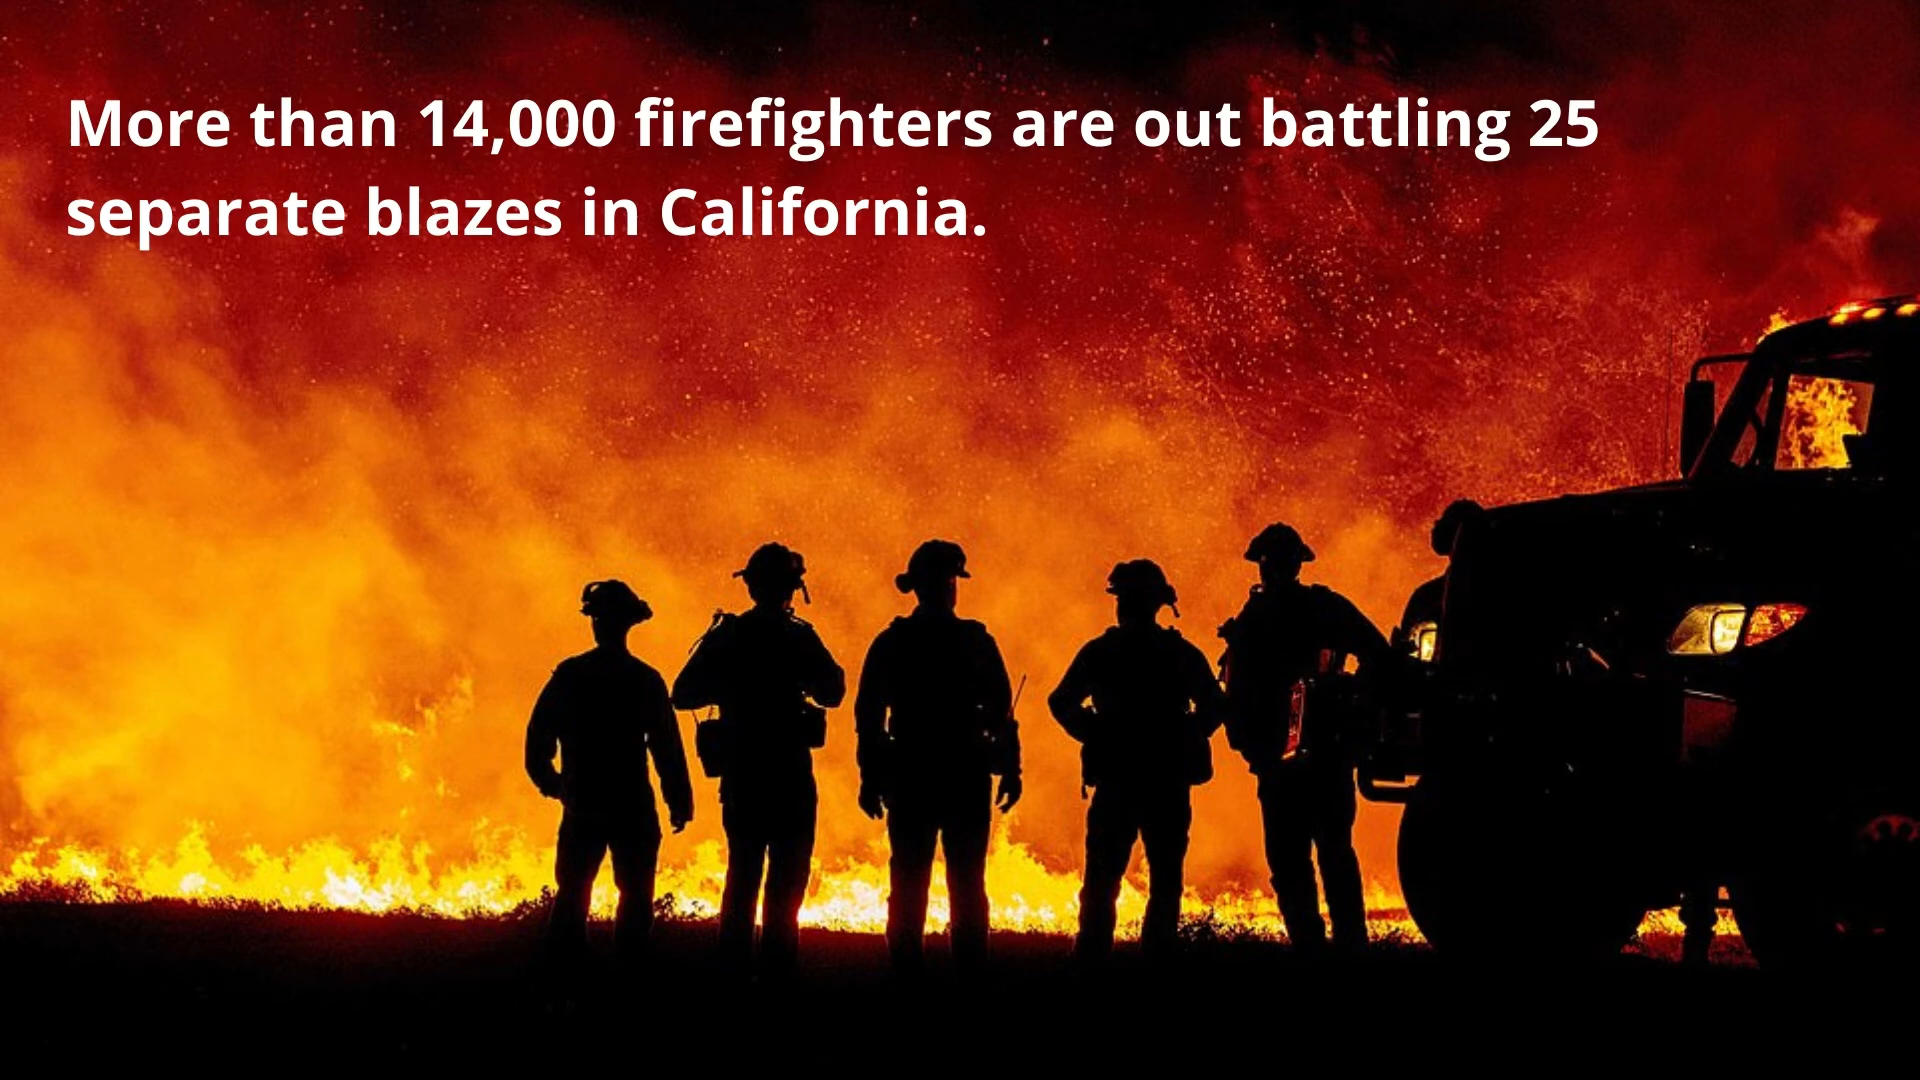 More than 14,000 firefighters are out battling 25
separate blazes in California.